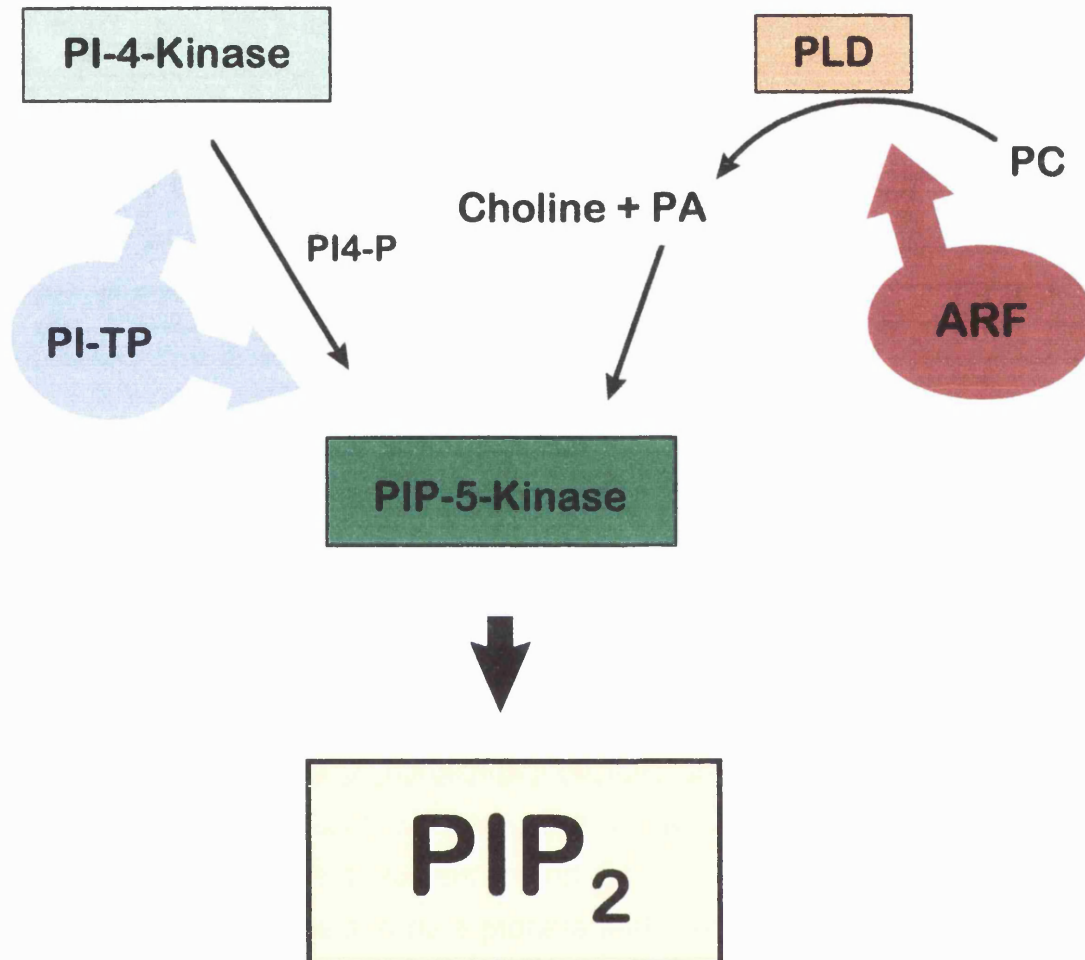 PI-4-Kinase
PLD
PC
Choline + PA
PI4-P
PI-TP
ARF
PIP-5-Kinase
PIP₂